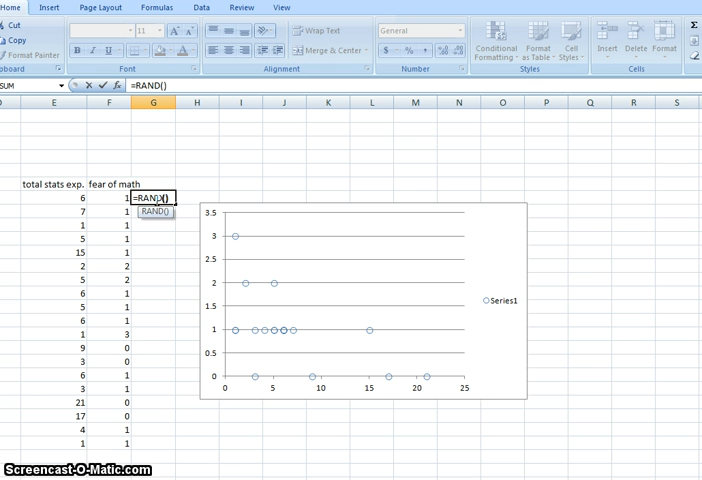 Home Insert Page Layout Formulas Data Review View
Cut
Copy
Format Painter
11 A A
Wrap Text
General
B I U A
Merge & Center
$ % ,
Conditional Formatting
Format as Table
Cell Styles
Insert Delete Format
Σ
Font Alignment Number Styles Cells
SUM fx =RAND()
E F G H I J K L M N O P Q R S
total stats exp. fear of math
6 1 =RAND()
7 1 RAND()
1 1
5 1
15 1
2 2
5 2
6 1
5 1
6 1
1 3
9 0
3 0
6 1
3 1
21 0
17 0
4 1
1 1
3.5
3
2.5
2
1.5
1
0.5
0
0 5 10 15 20 25
Series1
Screencast-O-Matic.com